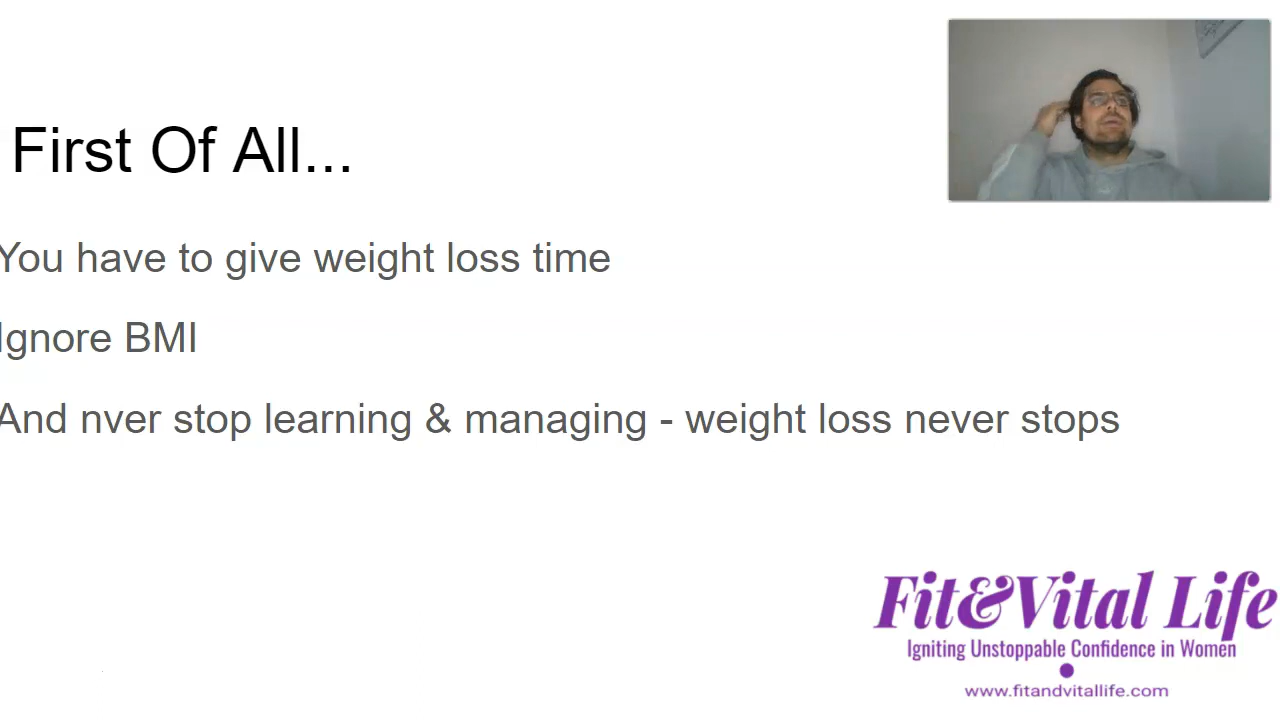 First Of All...
You have to give weight loss time
Ignore BMI
And nver stop learning & managing - weight loss never stops
Fit&Vital Life
Igniting Unstoppable Confidence in Women
www.fitandvitallife.com